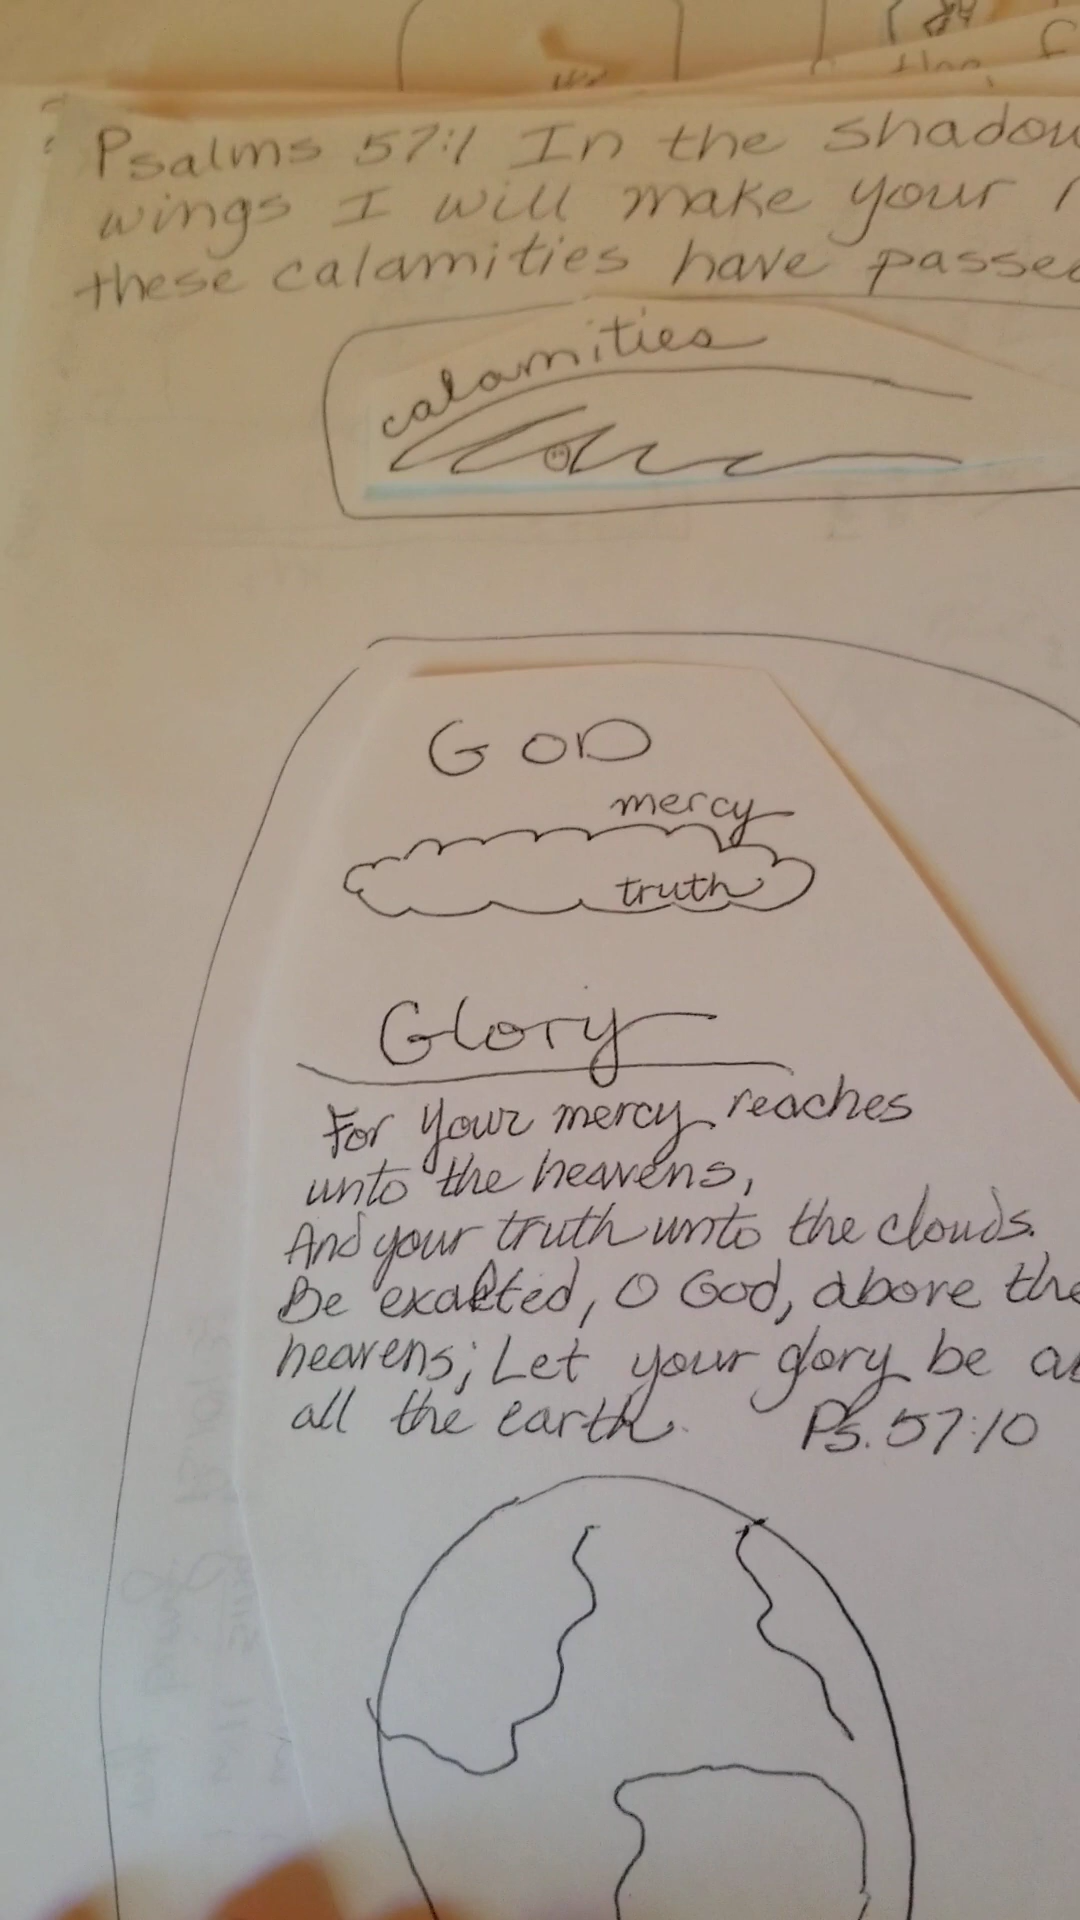 Psalms 57:1 In the shadow
wings I will make your
these calamities have passed
calamities
GOD
mercy
truth
Glory
For your mercy reaches
unto the heavens,
And your truth unto the clouds.
Be exalted, O God, above the
heavens; Let your glory be
all the earth. Ps. 57:10